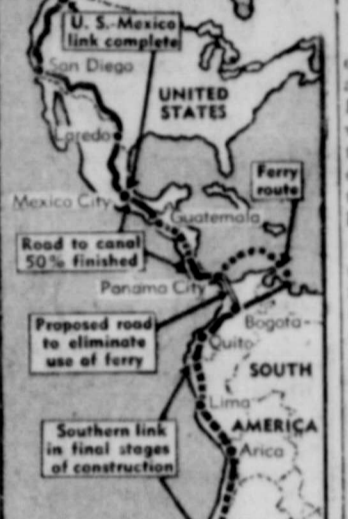 U. S.-Mexico
link complete
San Diego
UNITED
STATES
Laredo
Ferry
route
Mexico City
Guatemala
Road to canal
50% finished
Panama City
Proposed road
to eliminate
use of ferry
Bogota
Quito
SOUTH
Lima
AMERICA
Southern link
in final stages
of construction
Arica